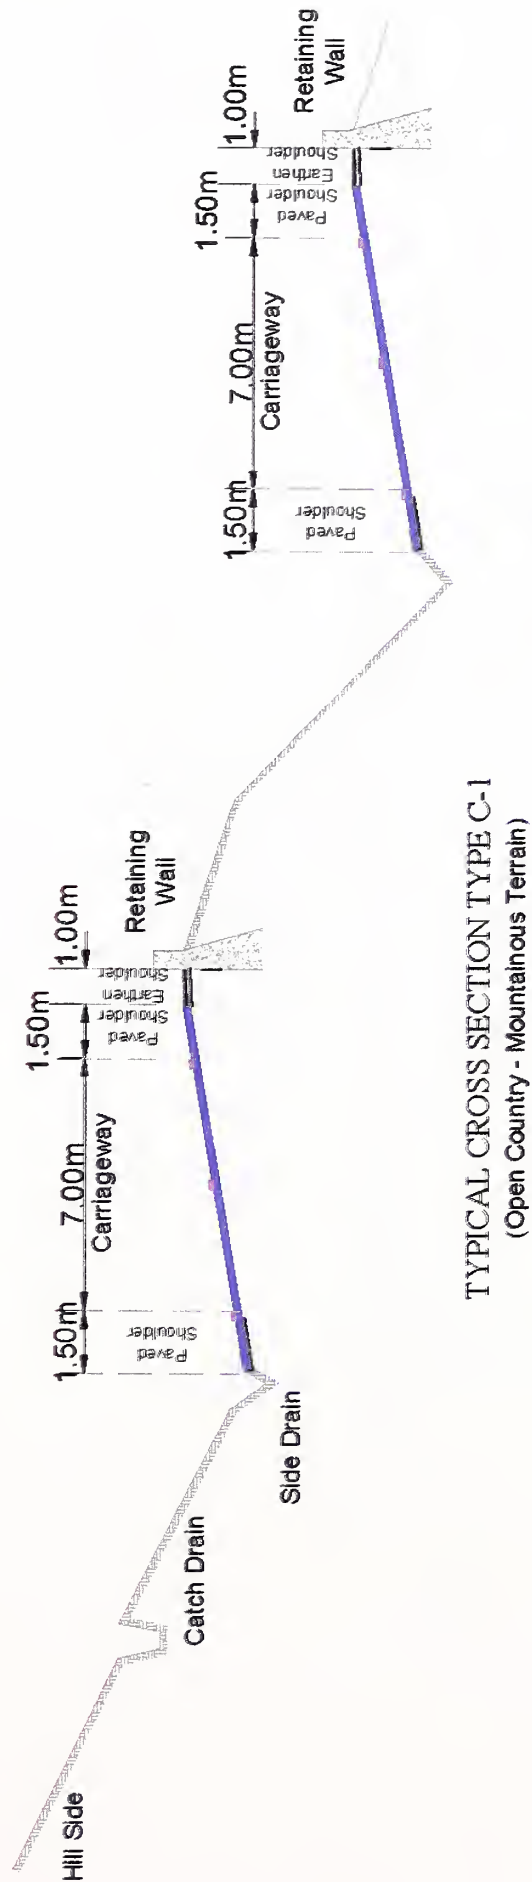 Hill Side
Catch Drain
Side Drain
1.50m
Paved
Shoulder
7.00m
Carriageway
1.50m
Paved
Shoulder
Earthen
Shoulder
1.00m
Retaining
Wall
1.50m
Paved
Shoulder
7.00m
Carriageway
1.50m
Paved
Shoulder
Earthen
Shoulder
1.00m
Retaining
Wall
TYPICAL CROSS SECTION TYPE C-1
(Open Country - Mountainous Terrain)